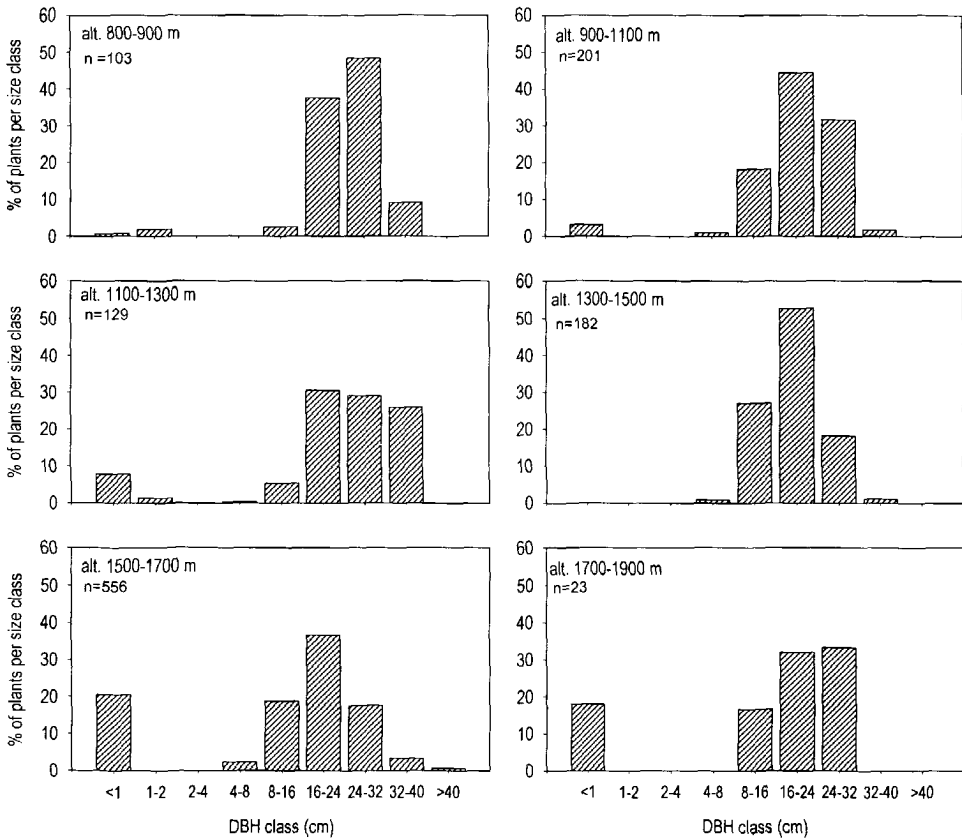 % of plants per size class
60
50
40
30
20
10
0
alt. 800-900 m
n =103
60
50
40
30
20
10
0
alt. 900-1100 m
n=201
% of plants per size class
60
50
40
30
20
10
0
alt. 1100-1300 m
n=129
60
50
40
30
20
10
0
alt. 1300-1500 m
n=182
% of plants per size class
60
50
40
30
20
10
0
alt. 1500-1700 m
n=556
<1 1-2 2-4 4-8 8-16 16-24 24-32 32-40 >40
DBH class (cm)
60
50
40
30
20
10
0
alt. 1700-1900 m
n=23
<1 1-2 2-4 4-8 8-16 16-24 24-32 32-40 >40
DBH class (cm)